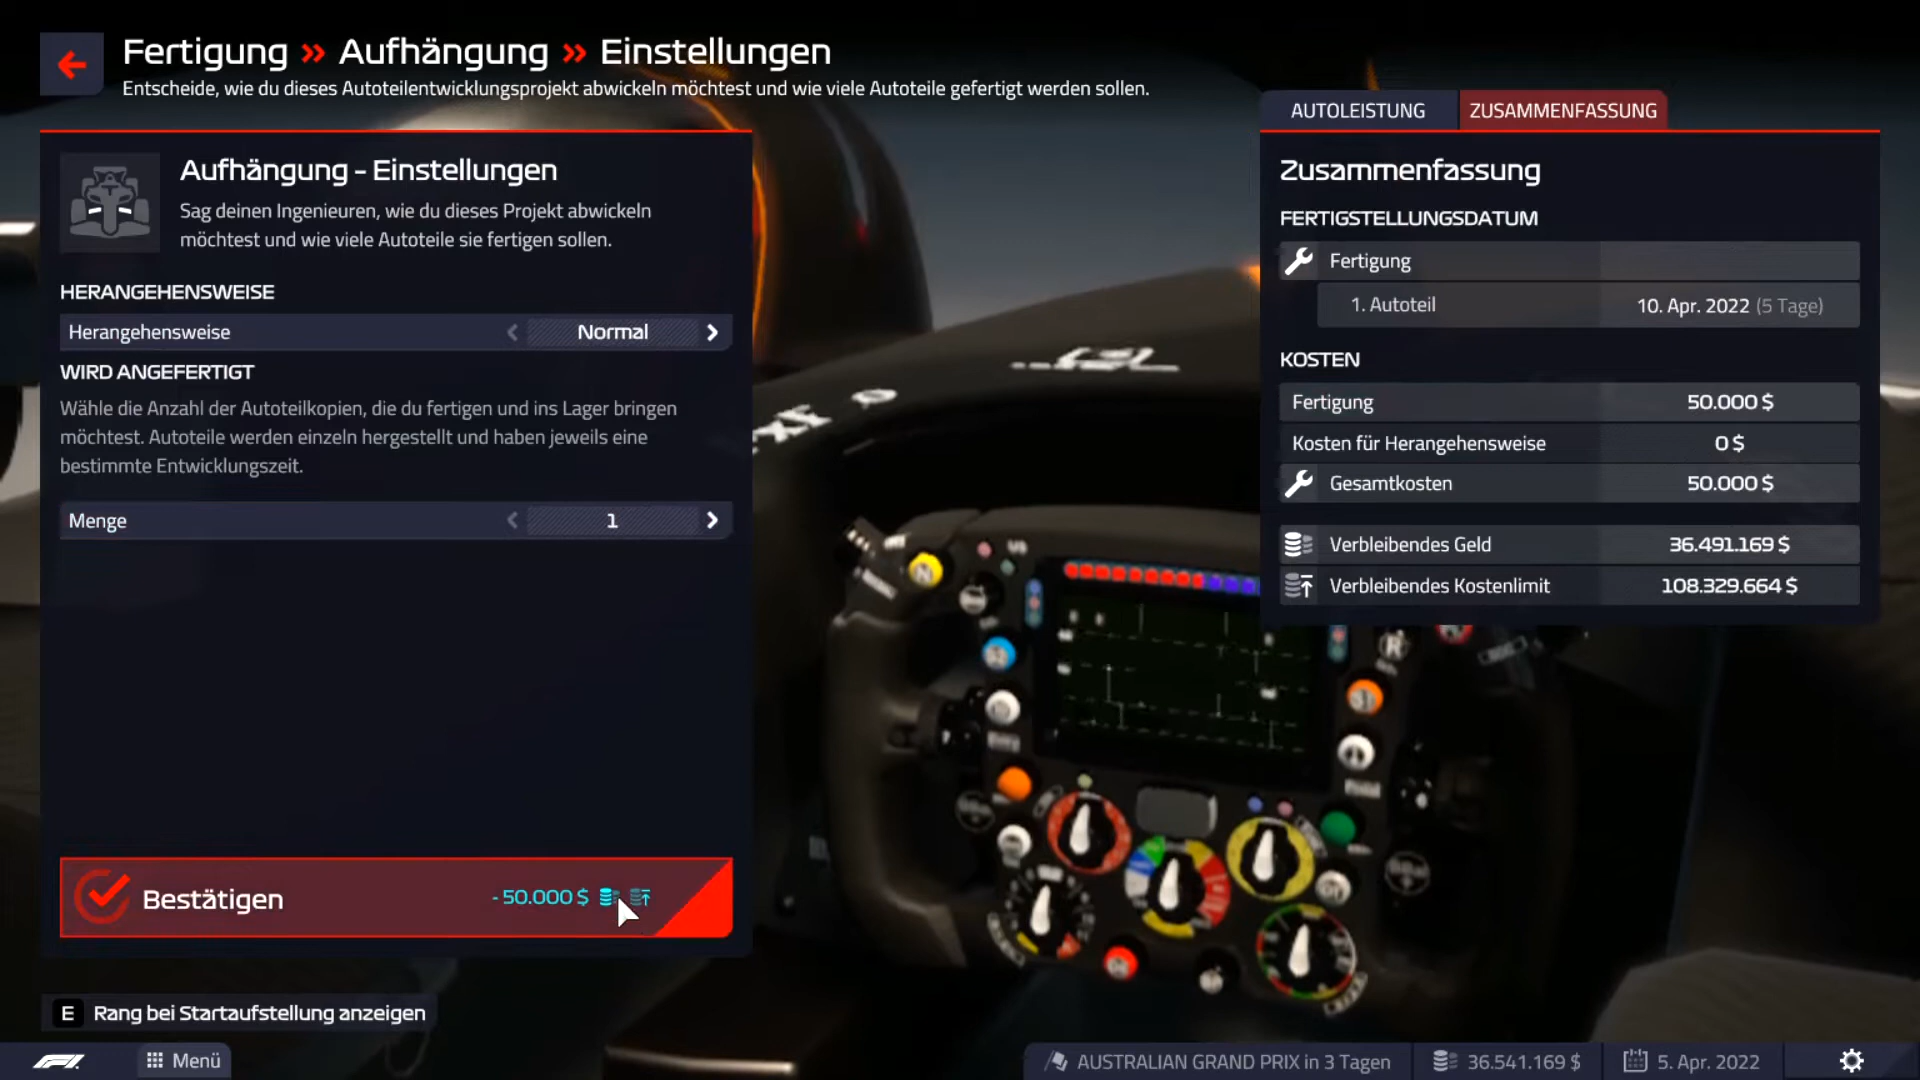 Fertigung » Aufhängung » Einstellungen
Entscheide, wie du dieses Autoteilentwicklungsprojekt abwickeln möchtest und wie viele Autoteile gefertigt werden sollen.
Aufhängung - Einstellungen
Sag deinen Ingenieuren, wie du dieses Projekt abwickeln
möchtest und wie viele Autoteile sie fertigen sollen.
HERANGEHENSWEISE
Herangehensweise < Normal >
WIRD ANGEFERTIGT
Wähle die Anzahl der Autoteilkopien, die du fertigen und ins Lager bringen
möchtest. Autoteile werden einzeln hergestellt und haben jeweils eine
bestimmte Entwicklungszeit.
Menge < 1 >
Bestätigen - 50.000 $
E Rang bei Startaufstellung anzeigen
AUTOLEISTUNG ZUSAMMENFASSUNG
Zusammenfassung
FERTIGSTELLUNGSDATUM
Fertigung
1. Autoteil 10. Apr. 2022 (5 Tage)
KOSTEN
Fertigung 50.000 $
Kosten für Herangehensweise 0 $
Gesamtkosten 50.000 $
Verbleibendes Geld 36.491.169 $
Verbleibendes Kostenlimit 108.329.664 $
F1 Menü AUSTRALIAN GRAND PRIX in 3 Tagen 36.541.169 $ 5. Apr. 2022